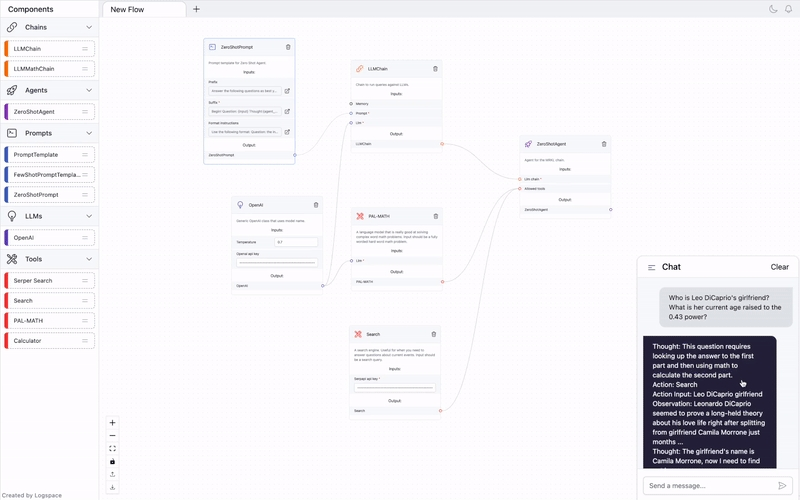 Components
New Flow
Chains
LLMChain
LLMMathChain
Agents
ZeroShotAgent
Prompts
PromptTemplate
FewShotPromptTempla...
ZeroShotPrompt
LLMs
OpenAI
Tools
Serper Search
Search
PAL-MATH
Calculator
Created by Logspace
ZeroShotPrompt
Prompt template for Zero Shot Agent.
Inputs:
Prefix
Answer the following questions as best y...
Suffix *
Begin! Question: {input} Thought:{agent_
Format Instructions
Use the following format: Question: the in...
Output:
ZeroShotPrompt
OpenAI
Inputs:
Temperature
0.7
Openai api key
Output:
OpenAI
LLMChain
Chain to run queries against LLMs.
Inputs:
Memory
Prompt *
Llm *
Output:
LLMChain
PAL-MATH
A language model that is really good at solving
complex word math problems. Input should be a fully
worded hard word math problem.
Inputs:
Llm *
Output:
PAL-MATH
Search
A search engine. Useful for when you need to
answer questions about current events. Input should
be a search query.
Inputs:
Serpapi api key *
Output:
Search
ZeroShotAgent
Agent for the MRKL chain.
Inputs:
Llm chain *
Allowed tools
Output:
ZeroShotAgent
Chat
Clear
Who is Leo DiCaprio's girlfriend?
What is her current age raised to the
0.43 power?
Thought: This question requires
looking up the answer to the first
part and then using math to
calculate the second part.
Action: Search
Action Input: Leo DiCaprio girlfriend
Observation: Leonardo DiCaprio
seemed to prove a long-held theory
about his love life right after splitting
from girlfriend Camila Morrone just
months ...
Thought: The girlfriend's name is
Camila Morrone, now I need to find
Send a message...